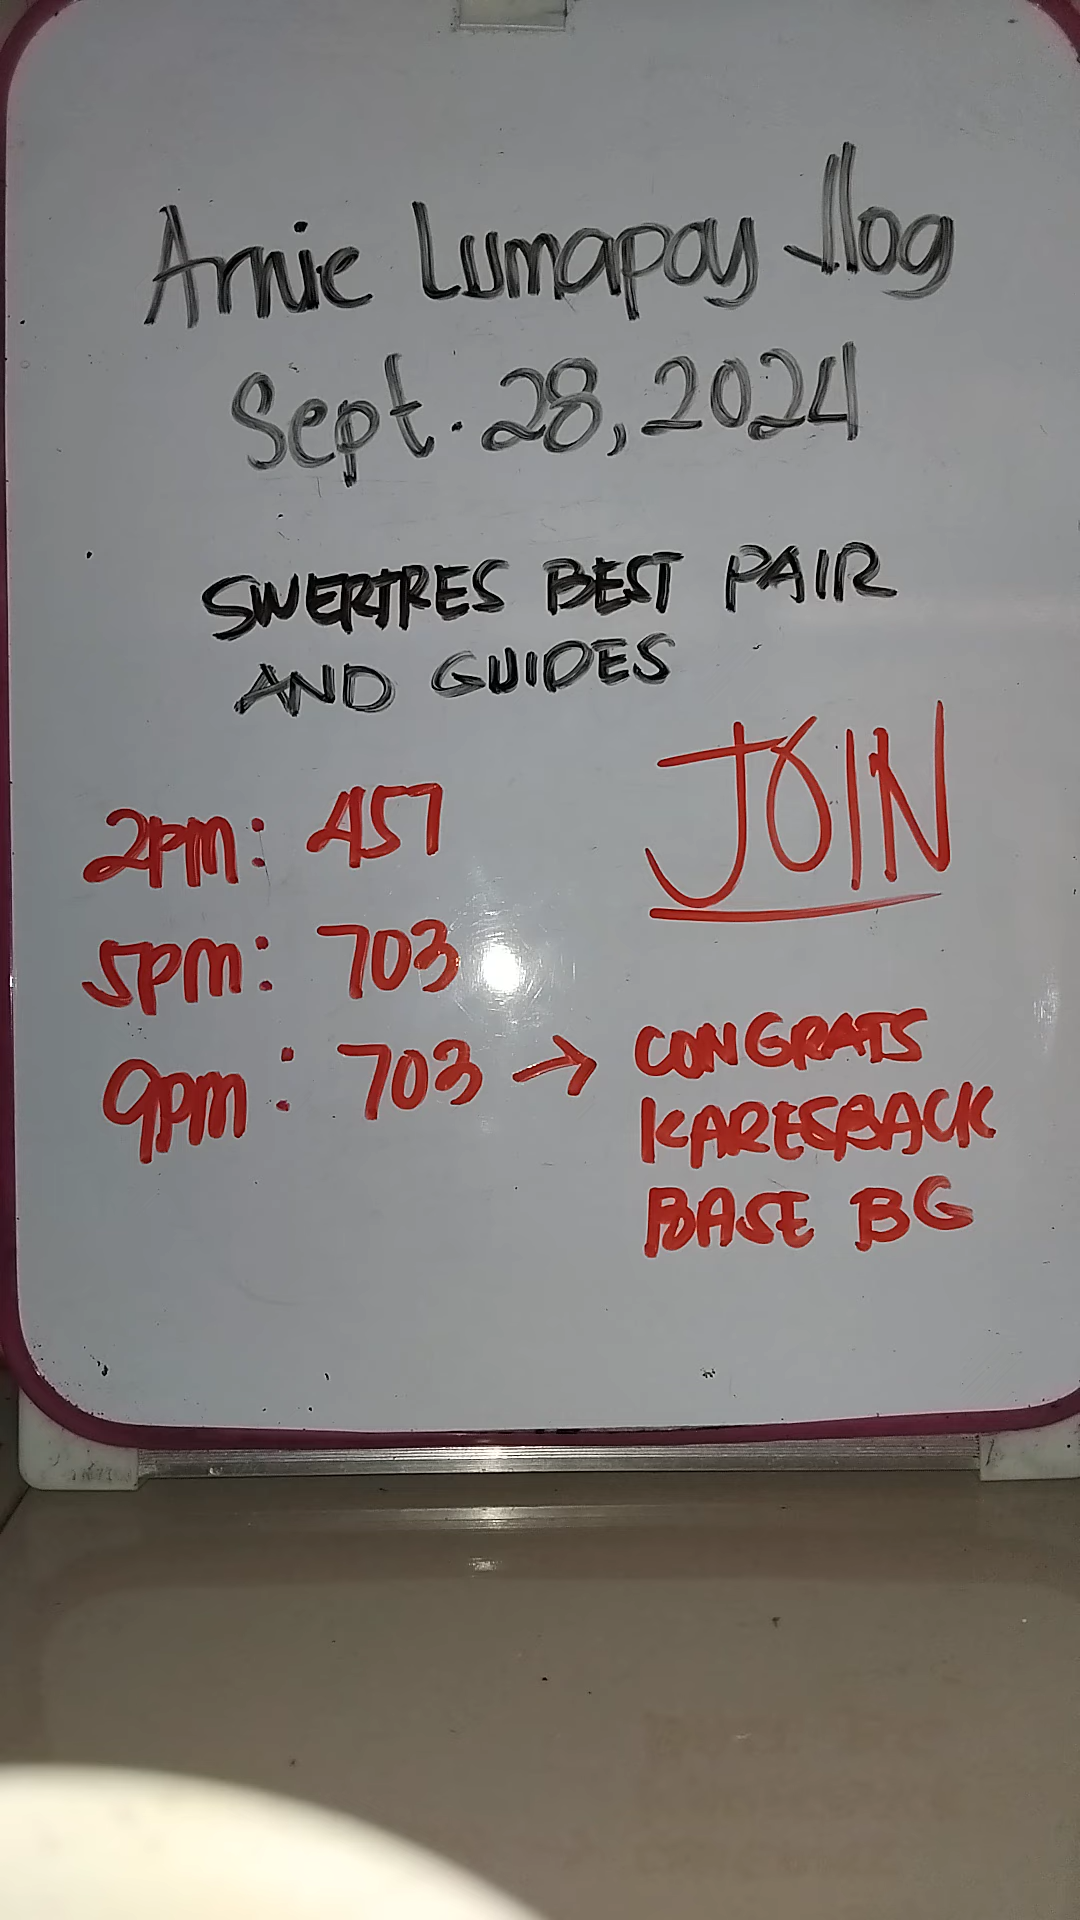 Arnie Lumapay Vlog
Sept. 28, 2024
SWERTRES BEST PAIR
AND GUIDES
JOIN
2pm: 457
5pm: 703
9pm: 703 → CONGRATS
KARESBACK
BASE BG